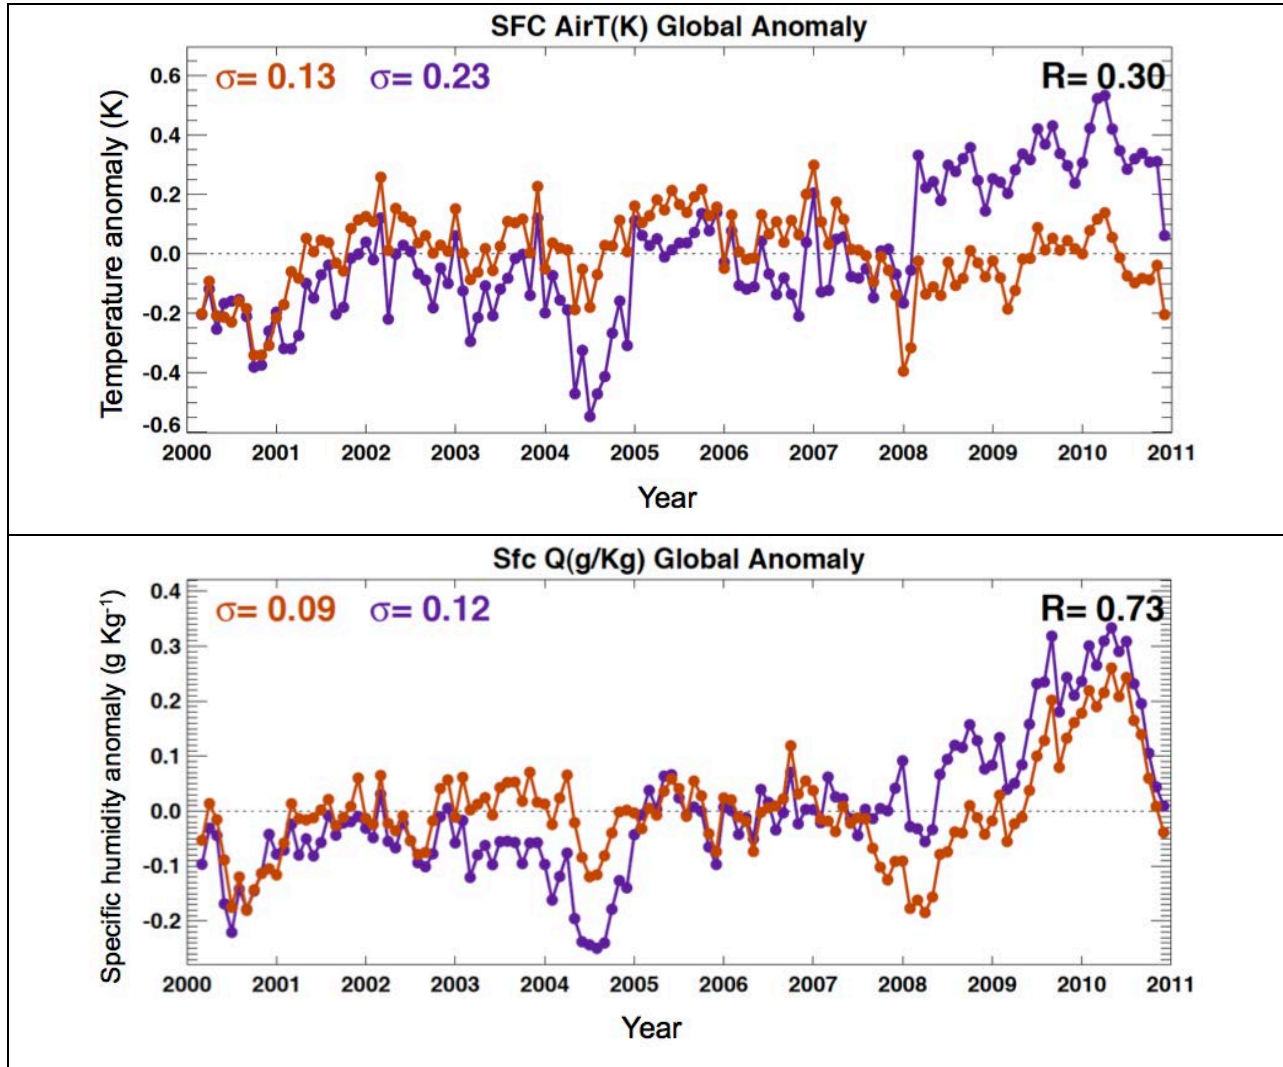 SFC AirT(K) Global Anomaly
σ= 0.13 σ= 0.23 R= 0.30
Temperature anomaly (K)
0.6
0.4
0.2
0.0
-0.2
-0.4
-0.6
2000 2001 2002 2003 2004 2005 2006 2007 2008 2009 2010 2011
Year
Sfc Q(g/Kg) Global Anomaly
σ= 0.09 σ= 0.12 R= 0.73
Specific humidity anomaly (g Kg⁻¹)
0.4
0.3
0.2
0.1
0.0
-0.1
-0.2
2000 2001 2002 2003 2004 2005 2006 2007 2008 2009 2010 2011
Year